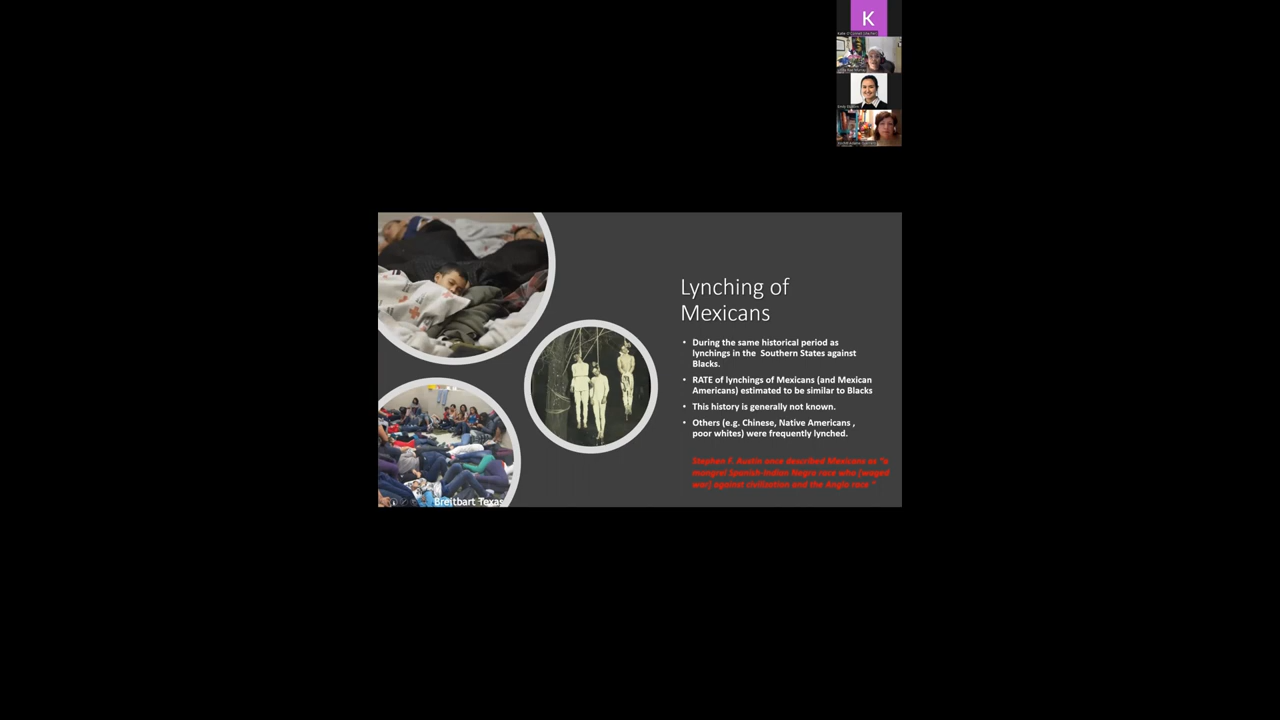 K
Lynching of
Mexicans
• During the same historical period as
lynchings in the Southern States against
Blacks.
• RATE of lynchings of Mexicans (and Mexican
Americans) estimated to be similar to Blacks
• This history is generally not known.
• Others (e.g. Chinese, Native Americans ,
poor whites) were frequently lynched.
Stephen F. Austin once described Mexicans as "a
mongrel Spanish-Indian Negro race who [waged
war] against civilization and the Anglo race "
Breitbart Texas